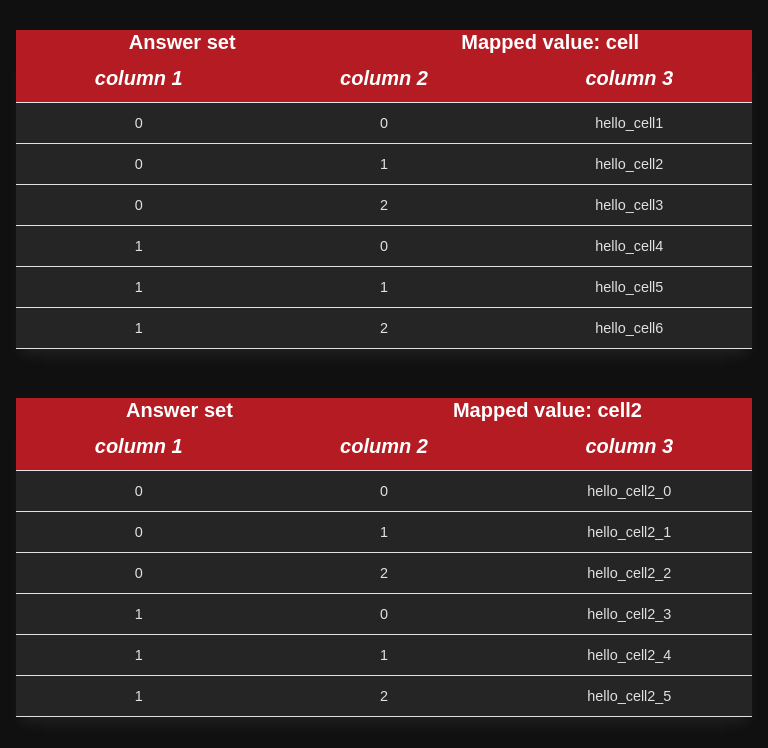 Answer set Mapped value: cell
column 1 column 2 column 3
0 0 hello_cell1
0 1 hello_cell2
0 2 hello_cell3
1 0 hello_cell4
1 1 hello_cell5
1 2 hello_cell6
Answer set Mapped value: cell2
column 1 column 2 column 3
0 0 hello_cell2_0
0 1 hello_cell2_1
0 2 hello_cell2_2
1 0 hello_cell2_3
1 1 hello_cell2_4
1 2 hello_cell2_5